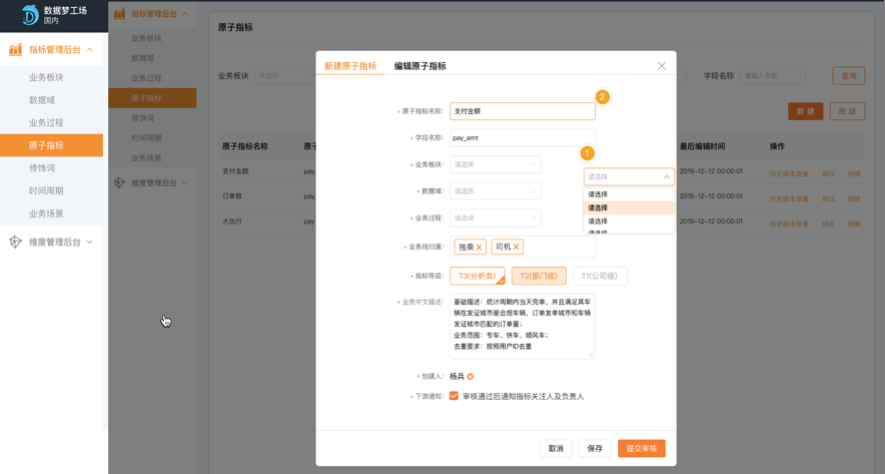 数据梦工场
国内
指标管理后台
业务板块
数据域
业务过程
原子指标
修饰词
时间周期
业务场景
维度管理后台
指标管理后台
业务板块
数据域
业务过程
原子指标
修饰词
时间周期
业务场景
维度管理后台
原子指标
业务板块
大出行
字段名称
请输入名称
查询
新 建
删 除
原子指标名称
最后编辑时间
操作
支付金额
pay_
2019-12-12 00:00:01
历史版本查看
修改
删除
订单数
pay_
2019-12-12 00:00:01
历史版本查看
修改
删除
大出行
pay_
2019-12-12 00:00:01
历史版本查看
修改
删除
新建原子指标
编辑原子指标
2
* 原子指标名称：
支付金额
* 字段名称：
pay_amt
1
* 业务板块：
请选择
请选择
请选择
请选择
请选择
请选择
* 数据域：
请选择
* 业务过程：
请选择
* 业务线归属：
独乘
司机
* 指标等级：
T3(分析类)
T2(部门级)
T1(公司级)
* 业务中文描述：
基础描述：统计周期内当天完单，并且满足其车
辆在发证城市是合规车辆，订单发单城市和车辆
发证城市匹配的订单量；
业务范围：专车、快车、顺风车；
去重要求：按照用户ID去重
* 创建人：
杨兵
* 下游通知：
审核通过后通知指标关注人及负责人
取消
保存
提交审核